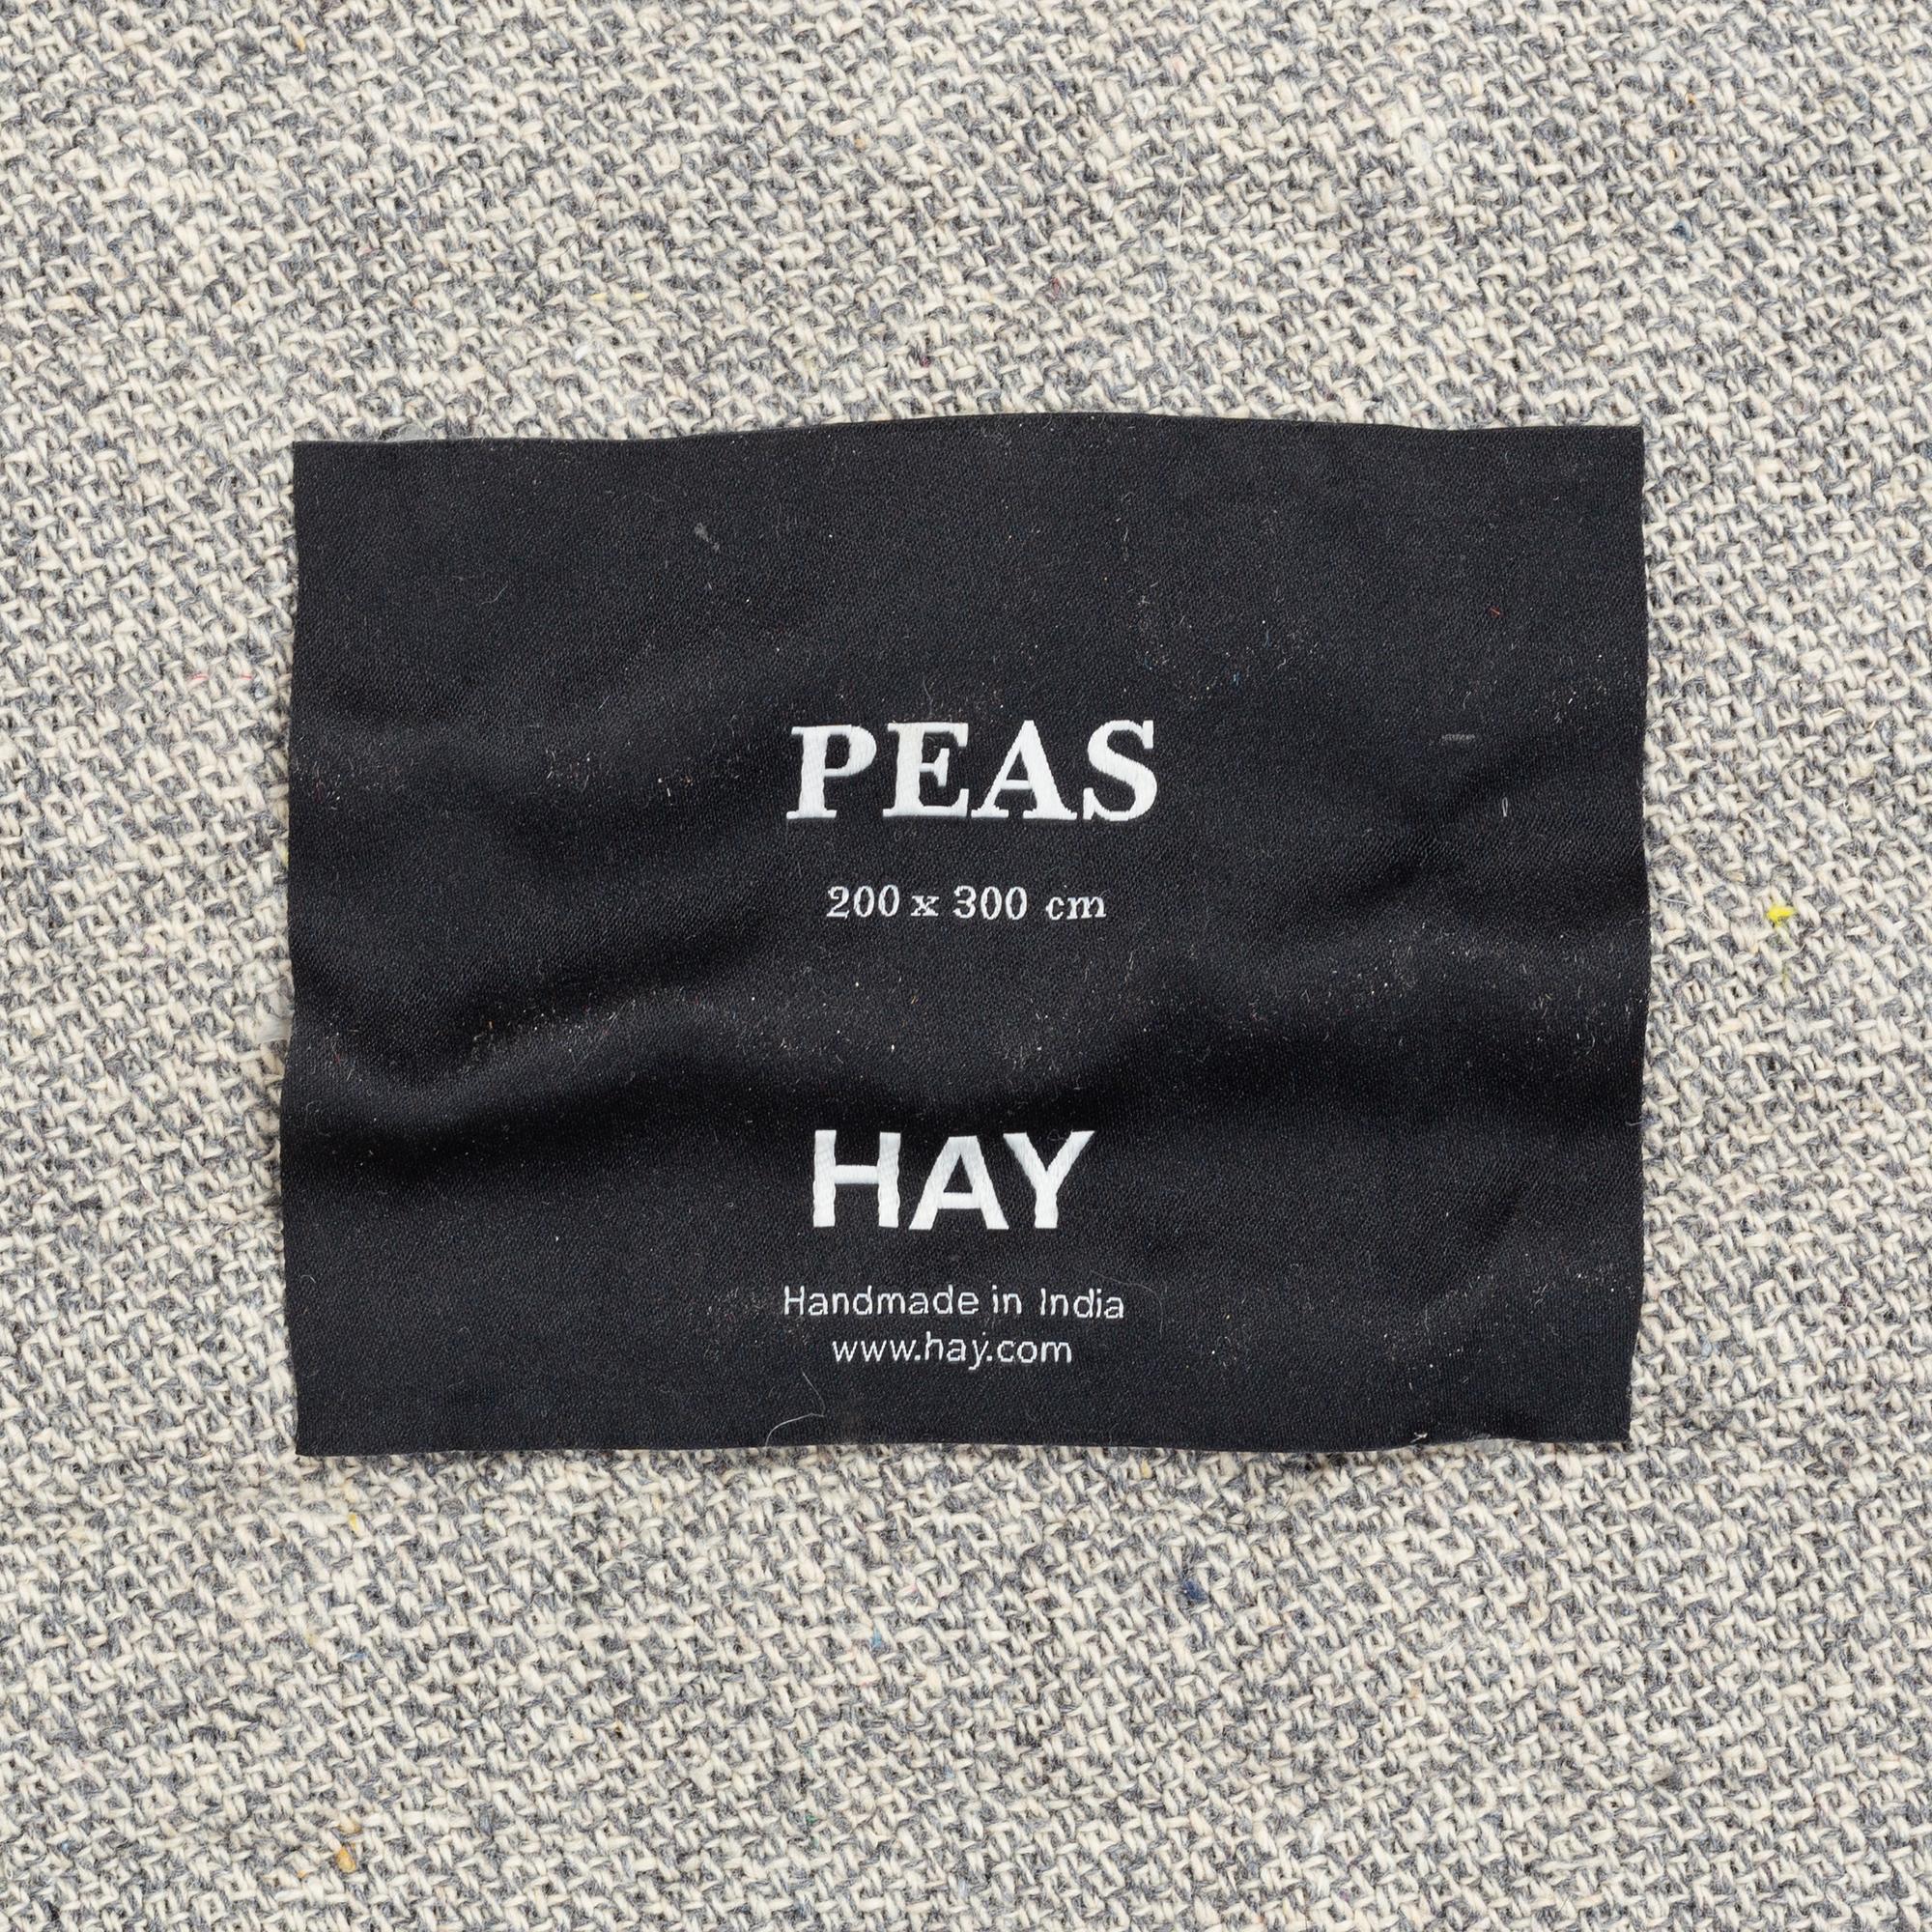 PEAS
200 x 300 cm
HAY
Handmade in India
www.hay.com